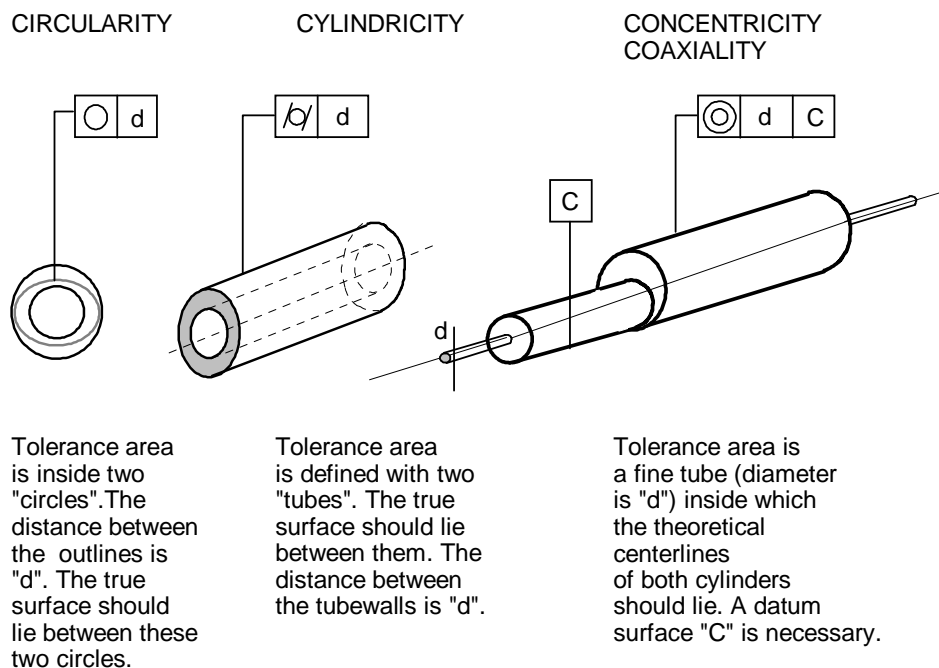 CIRCULARITY
CYLINDRICITY
CONCENTRICITY
COAXIALITY
d
d
d C
C
d
Tolerance area
is inside two
"circles".The
distance between
the outlines is
"d". The true
surface should
lie between these
two circles.
Tolerance area
is defined with two
"tubes". The true
surface should lie
between them. The
distance between
the tubewalls is "d".
Tolerance area is
a fine tube (diameter
is "d") inside which
the theoretical
centerlines
of both cylinders
should lie. A datum
surface "C" is necessary.